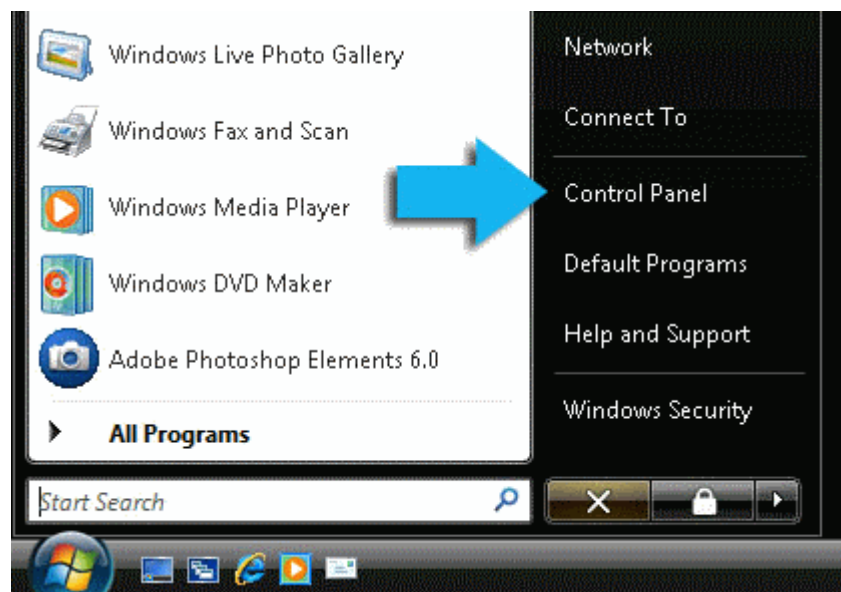 Windows Live Photo Gallery
Windows Fax and Scan
Windows Media Player
Windows DVD Maker
Adobe Photoshop Elements 6.0
All Programs
Start Search
Network
Connect To
Control Panel
Default Programs
Help and Support
Windows Security